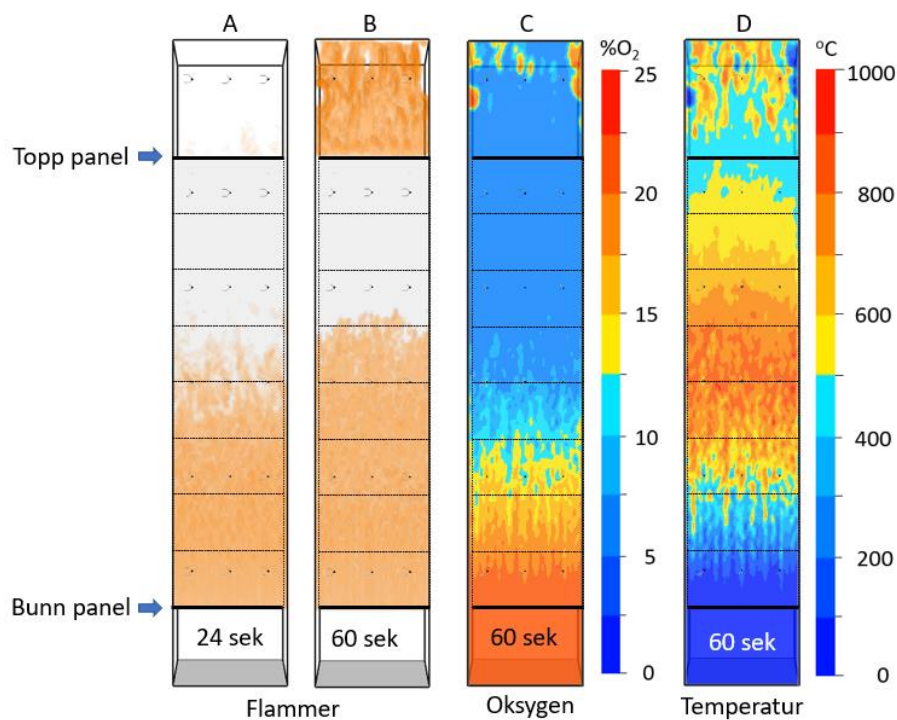 A
B
C
D
%O₂
°C
25
20
15
10
5
0
1000
800
600
400
200
0
Topp panel
Bunn panel
24 sek
60 sek
60 sek
60 sek
Flammer
Oksygen
Temperatur